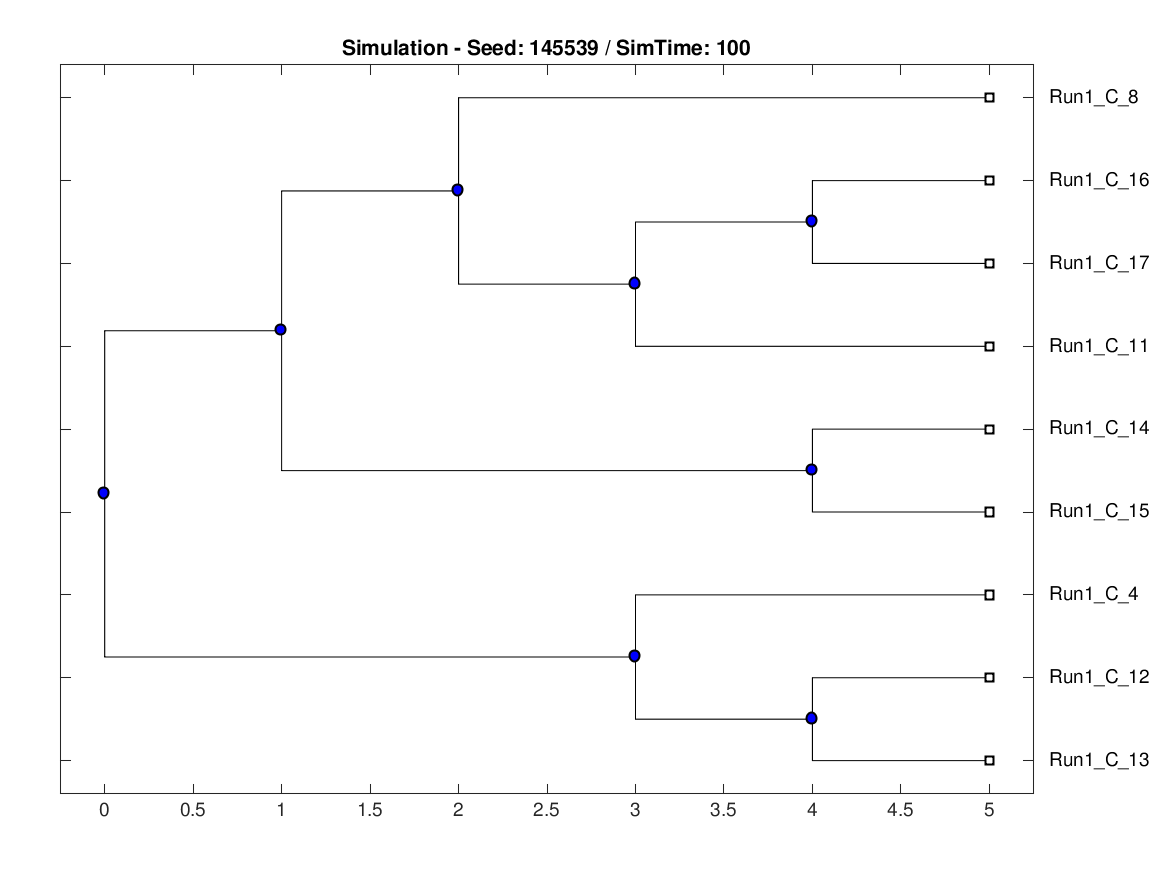 Simulation - Seed: 145539 / SimTime: 100
Run1_C_8
Run1_C_16
Run1_C_17
Run1_C_11
Run1_C_14
Run1_C_15
Run1_C_4
Run1_C_12
Run1_C_13
0 0.5 1 1.5 2 2.5 3 3.5 4 4.5 5